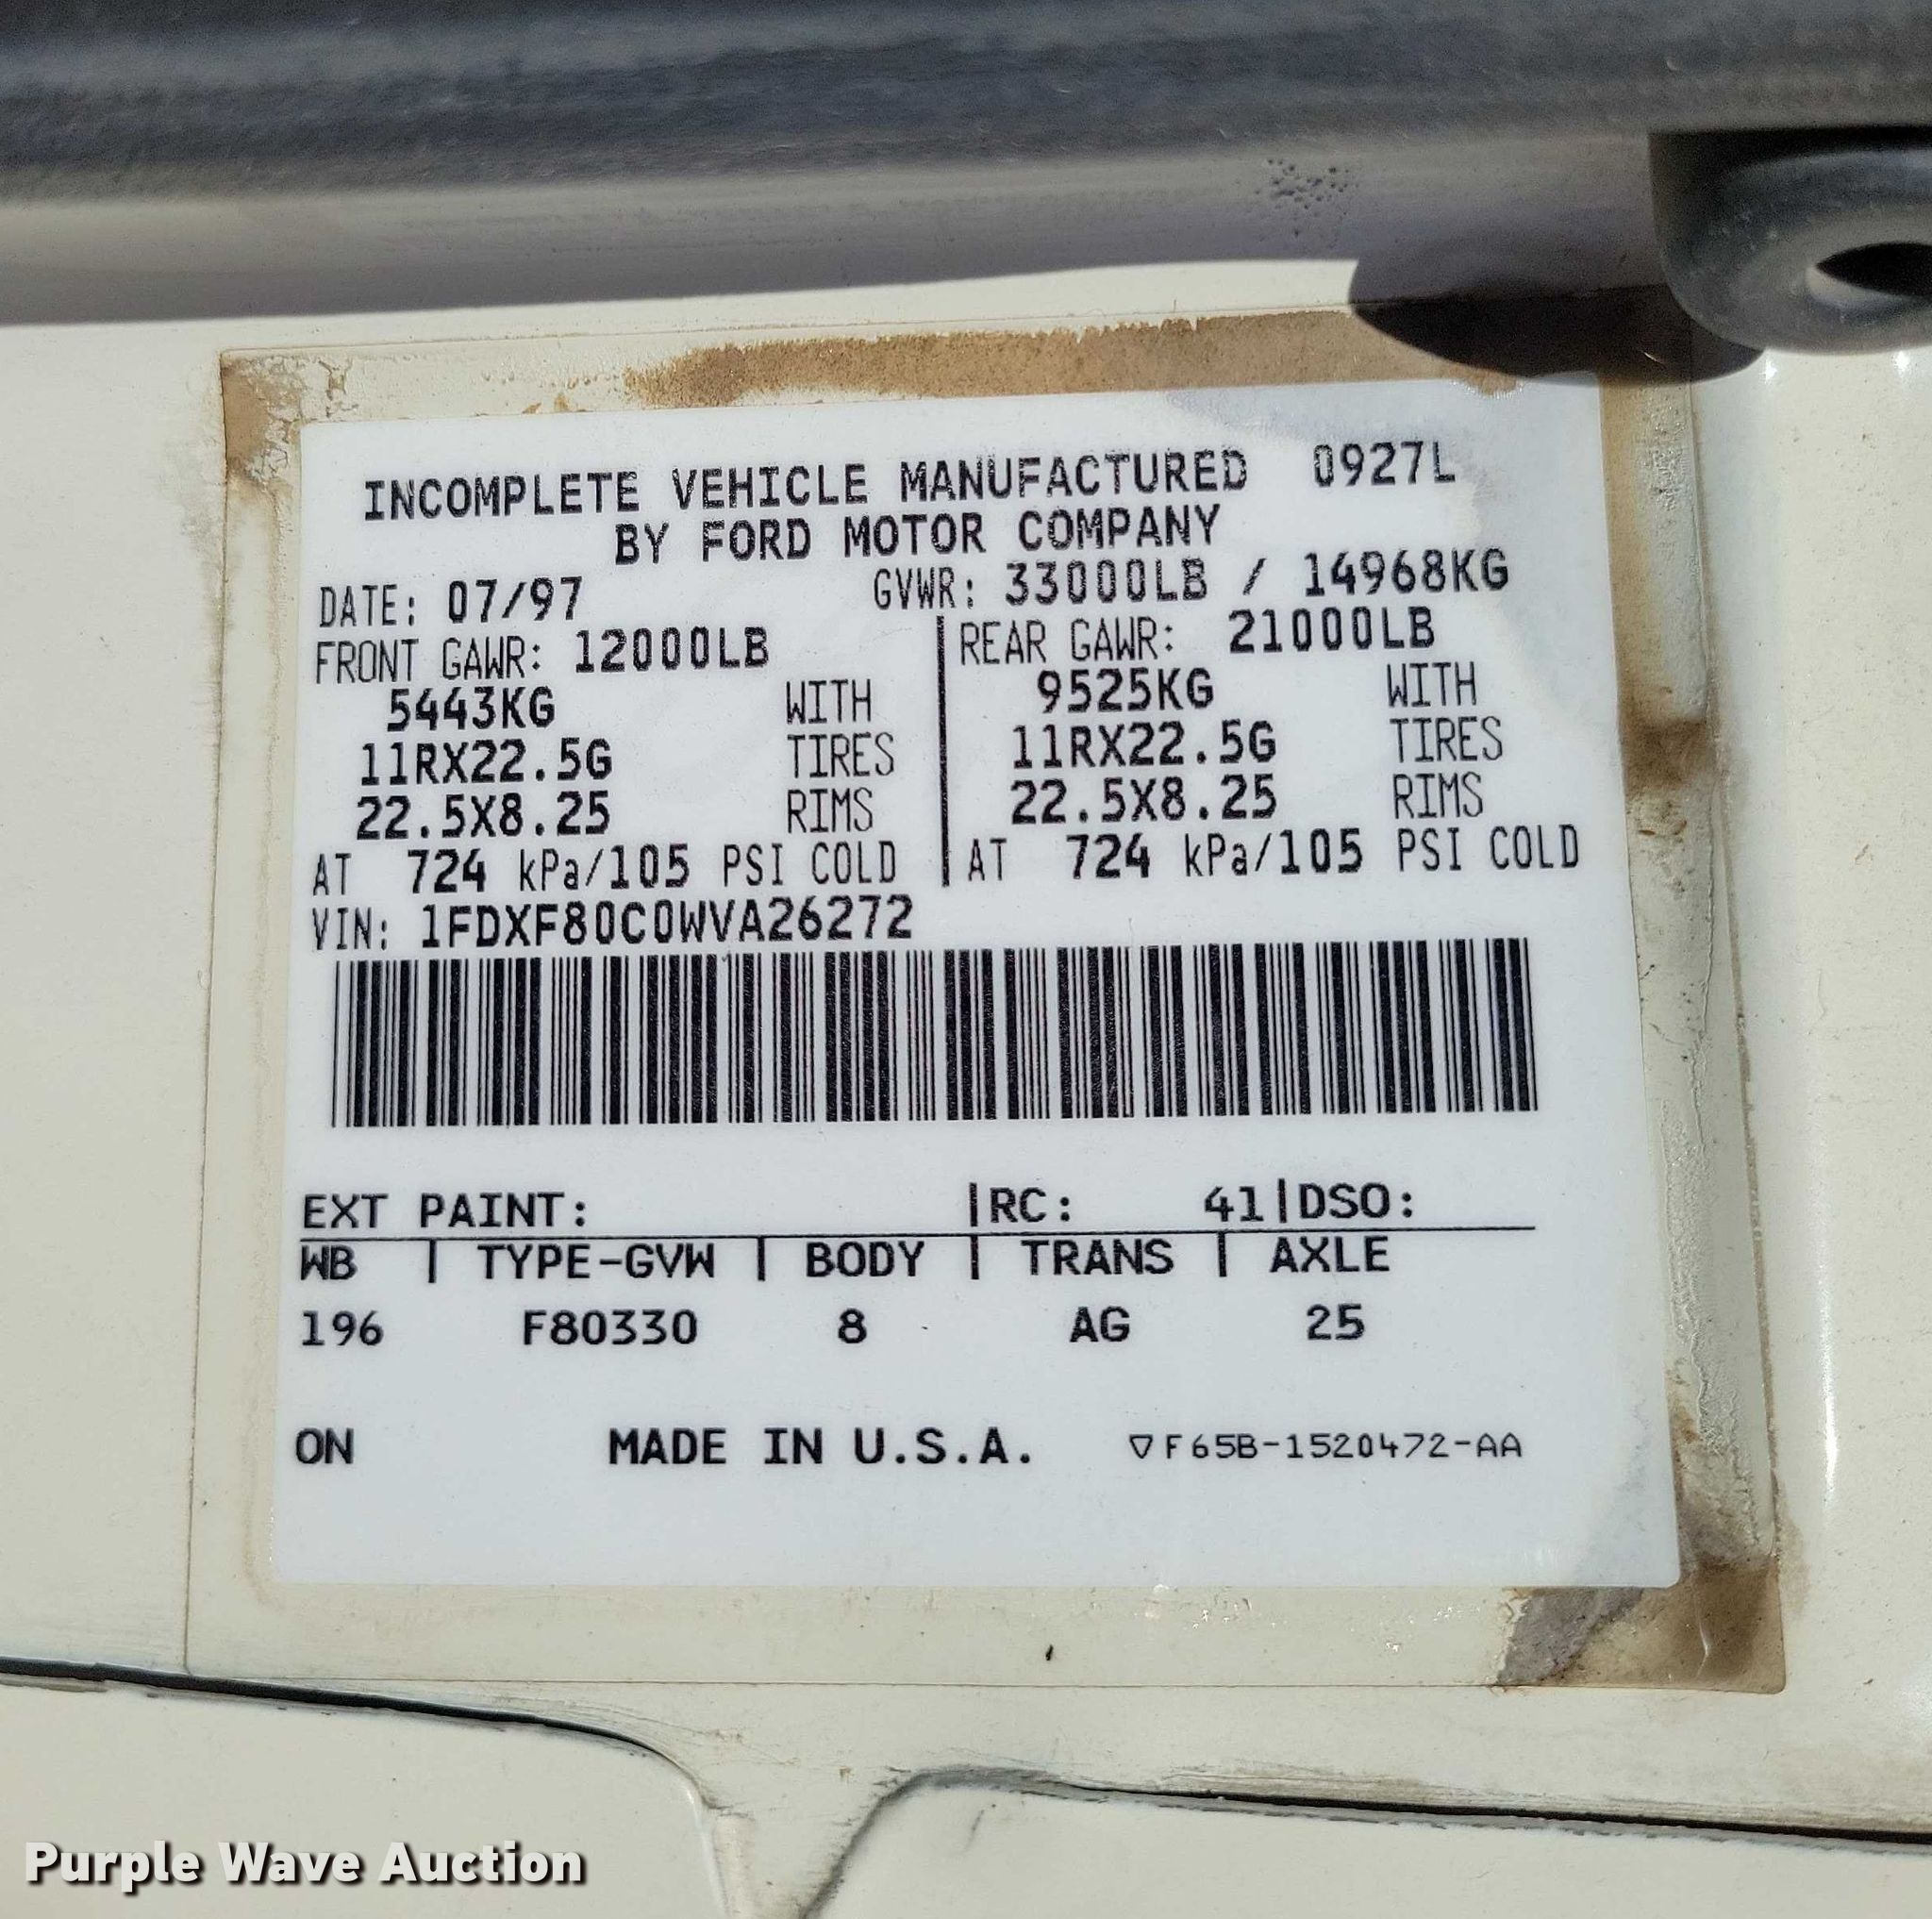 INCOMPLETE VEHICLE MANUFACTURED 0927L
BY FORD MOTOR COMPANY
DATE: 07/97 GVWR: 33000LB / 14968KG
FRONT GAWR: 12000LB REAR GAWR: 21000LB
5443KG WITH 9525KG WITH
11RX22.5G TIRES 11RX22.5G TIRES
22.5X8.25 RIMS 22.5X8.25 RIMS
AT 724 kPa/105 PSI COLD AT 724 kPa/105 PSI COLD
VIN: 1FDXF80C0WVA26272
EXT PAINT: |RC: 41|DSO:
WB | TYPE-GVW | BODY | TRANS | AXLE
196 F80330 8 AG 25
ON MADE IN U.S.A. ▽F65B-1520472-AA
Purple Wave Auction